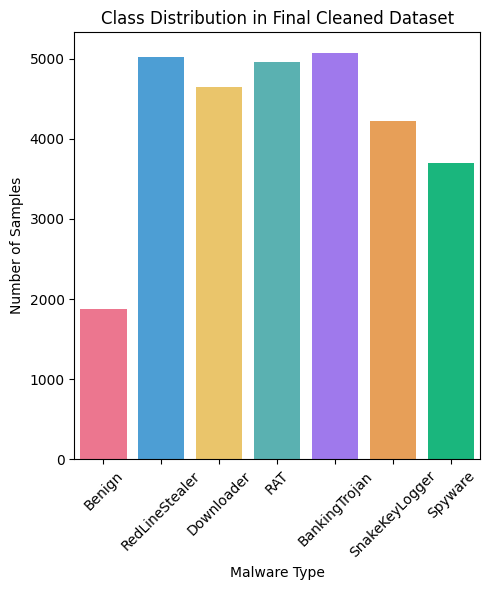 Class Distribution in Final Cleaned Dataset
Number of Samples
5000
4000
3000
2000
1000
0
Benign
RedLineStealer
Downloader
RAT
BankingTrojan
SnakeKeyLogger
Spyware
Malware Type